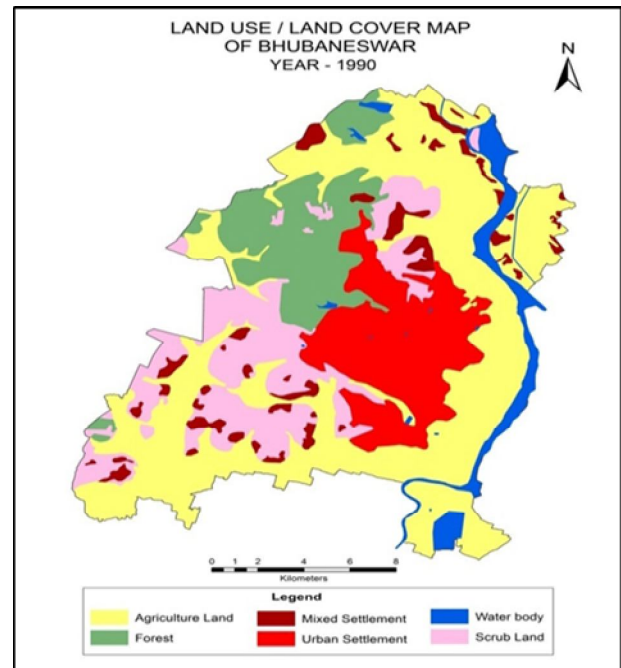 LAND USE / LAND COVER MAP
OF BHUBANESWAR
YEAR - 1990
N
0 1 2 4 6 8
Kilometers
Legend
Agriculture Land Mixed Settlement Water body
Forest Urban Settlement Scrub Land